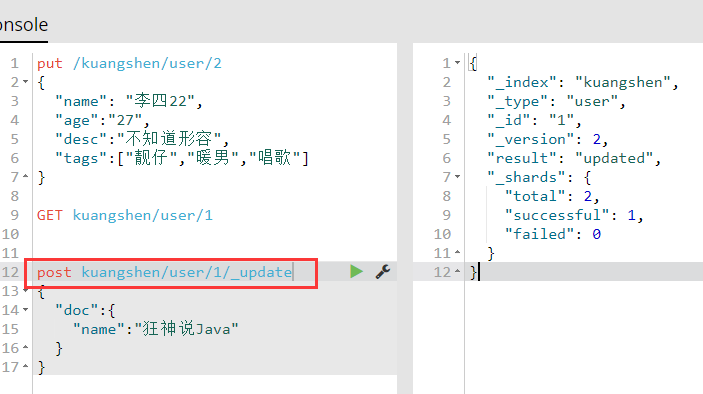 onsole
1 put /kuangshen/user/2
2 {
3 "name": "李四22",
4 "age":"27",
5 "desc":"不知道形容",
6 "tags":["靓仔","暖男","唱歌"]
7 }
8
9 GET kuangshen/user/1
10
11
12 post kuangshen/user/1/_update
13 {
14 "doc":{
15 "name":"狂神说Java"
16 }
17 }
1 {
2 "_index": "kuangshen",
3 "_type": "user",
4 "_id": "1",
5 "_version": 2,
6 "result": "updated",
7 "_shards": {
8 "total": 2,
9 "successful": 1,
10 "failed": 0
11 }
12 }